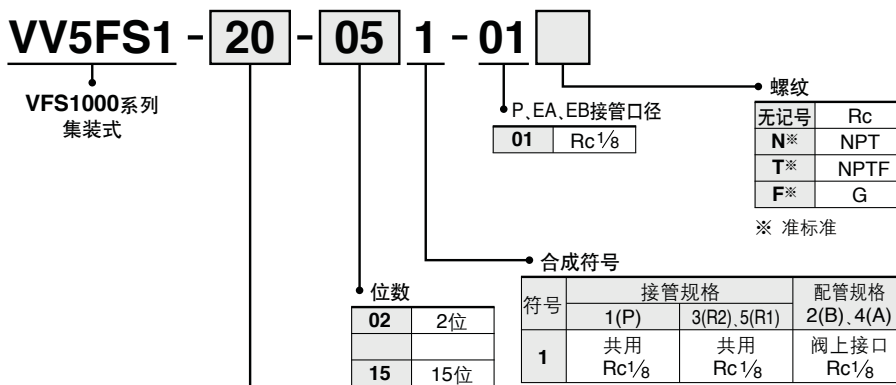 VV5FS1 - 20 - 05 1 - 01
VFS1000系列
集装式
P、EA、EB接管口径
01 Rc1/8
螺纹
无记号 Rc
N※ NPT
T※ NPTF
F※ G
※ 准标准
合成符号
符号 接管规格 配管规格
1(P) 3(R2)、5(R1) 2(B)、4(A)
1 共用 共用 阀上接口
Rc1/8 Rc1/8 Rc1/8
位数
02 2位
15 15位